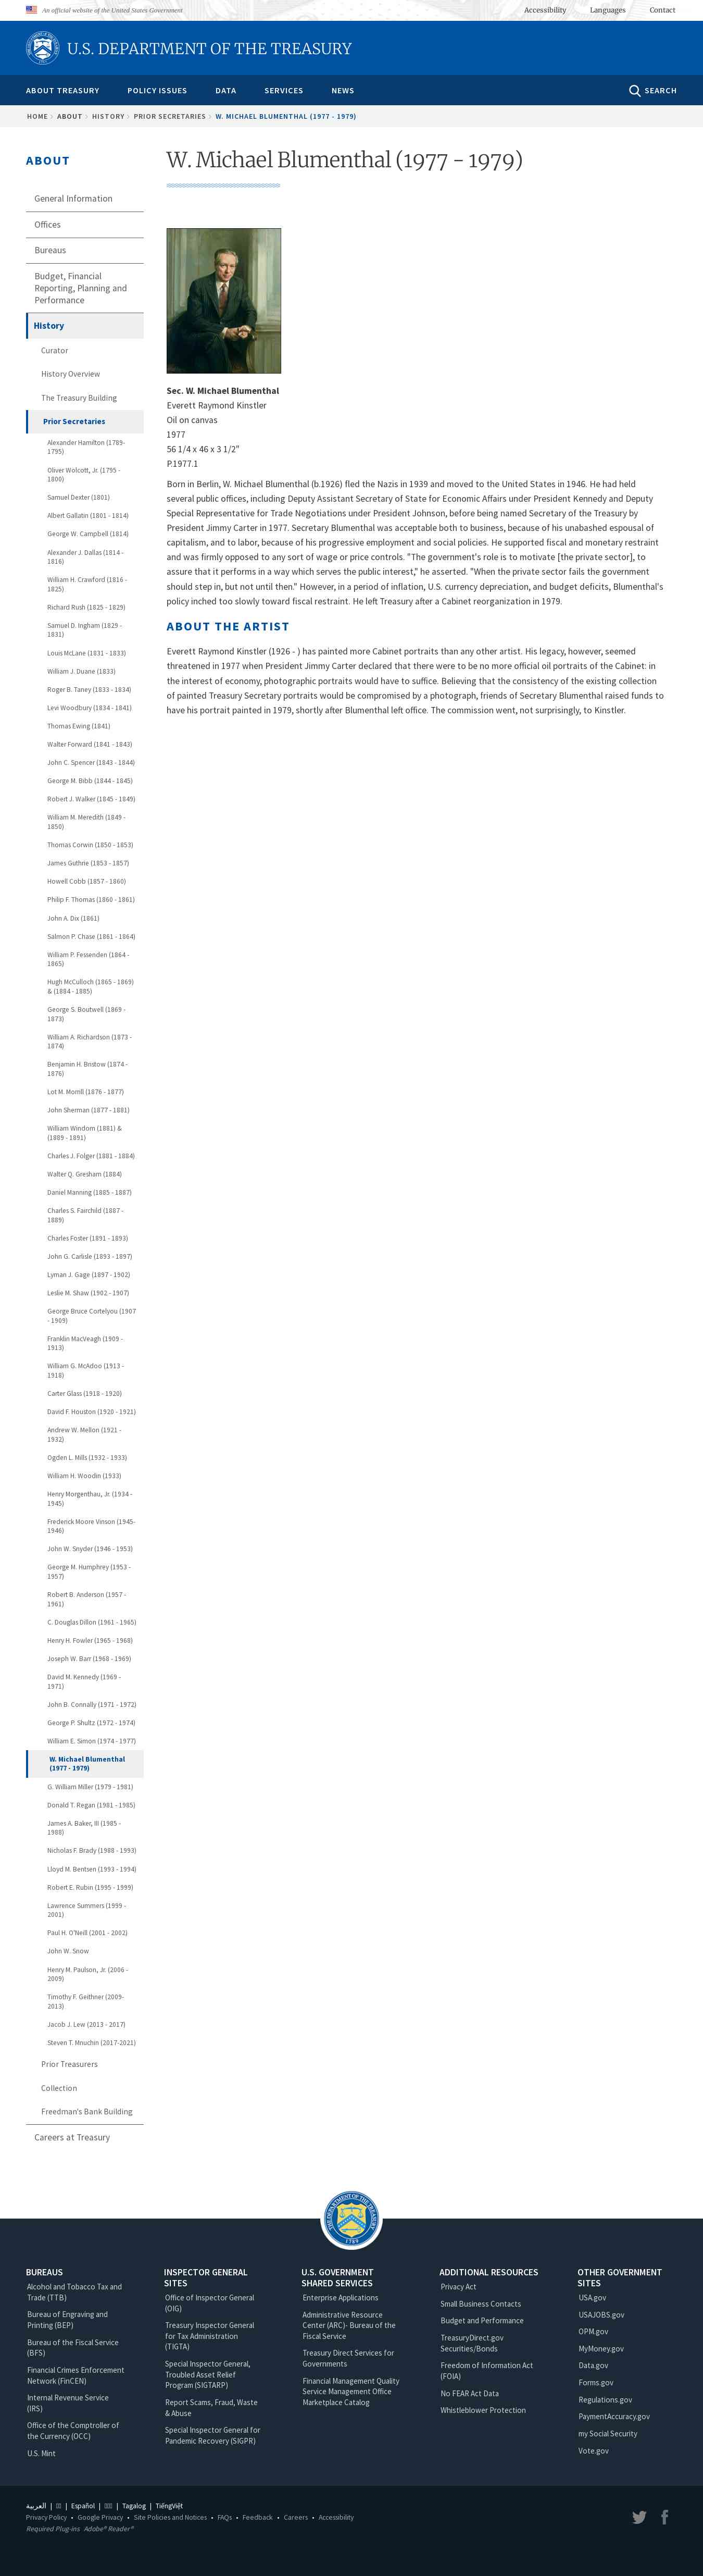 An official website of the United States Government
Accessibility
Languages
Contact
U.S. DEPARTMENT OF THE TREASURY
ABOUT TREASURY
POLICY ISSUES
DATA
SERVICES
NEWS
SEARCH
HOME > ABOUT > HISTORY > PRIOR SECRETARIES > W. MICHAEL BLUMENTHAL (1977 - 1979)
ABOUT
General Information
Offices
Bureaus
Budget, Financial
Reporting, Planning and
Performance
History
Curator
History Overview
The Treasury Building
Prior Secretaries
Alexander Hamilton (1789-
1795)
Oliver Wolcott, Jr. (1795 -
1800)
Samuel Dexter (1801)
Albert Gallatin (1801 - 1814)
George W. Campbell (1814)
Alexander J. Dallas (1814 -
1816)
William H. Crawford (1816 -
1825)
Richard Rush (1825 - 1829)
Samuel D. Ingham (1829 -
1831)
Louis McLane (1831 - 1833)
William J. Duane (1833)
Roger B. Taney (1833 - 1834)
Levi Woodbury (1834 - 1841)
Thomas Ewing (1841)
Walter Forward (1841 - 1843)
John C. Spencer (1843 - 1844)
George M. Bibb (1844 - 1845)
Robert J. Walker (1845 - 1849)
William M. Meredith (1849 -
1850)
Thomas Corwin (1850 - 1853)
James Guthrie (1853 - 1857)
Howell Cobb (1857 - 1860)
Philip F. Thomas (1860 - 1861)
John A. Dix (1861)
Salmon P. Chase (1861 - 1864)
William P. Fessenden (1864 -
1865)
Hugh McCulloch (1865 - 1869)
& (1884 - 1885)
George S. Boutwell (1869 -
1873)
William A. Richardson (1873 -
1874)
Benjamin H. Bristow (1874 -
1876)
Lot M. Morrill (1876 - 1877)
John Sherman (1877 - 1881)
William Windom (1881) &
(1889 - 1891)
Charles J. Folger (1881 - 1884)
Walter Q. Gresham (1884)
Daniel Manning (1885 - 1887)
Charles S. Fairchild (1887 -
1889)
Charles Foster (1891 - 1893)
John G. Carlisle (1893 - 1897)
Lyman J. Gage (1897 - 1902)
Leslie M. Shaw (1902 - 1907)
George Bruce Cortelyou (1907
- 1909)
Franklin MacVeagh (1909 -
1913)
William G. McAdoo (1913 -
1918)
Carter Glass (1918 - 1920)
David F. Houston (1920 - 1921)
Andrew W. Mellon (1921 -
1932)
Ogden L. Mills (1932 - 1933)
William H. Woodin (1933)
Henry Morgenthau, Jr. (1934 -
1945)
Frederick Moore Vinson (1945-
1946)
John W. Snyder (1946 - 1953)
George M. Humphrey (1953 -
1957)
Robert B. Anderson (1957 -
1961)
C. Douglas Dillon (1961 - 1965)
Henry H. Fowler (1965 - 1968)
Joseph W. Barr (1968 - 1969)
David M. Kennedy (1969 -
1971)
John B. Connally (1971 - 1972)
George P. Shultz (1972 - 1974)
William E. Simon (1974 - 1977)
W. Michael Blumenthal
(1977 - 1979)
G. William Miller (1979 - 1981)
Donald T. Regan (1981 - 1985)
James A. Baker, III (1985 -
1988)
Nicholas F. Brady (1988 - 1993)
Lloyd M. Bentsen (1993 - 1994)
Robert E. Rubin (1995 - 1999)
Lawrence Summers (1999 -
2001)
Paul H. O'Neill (2001 - 2002)
John W. Snow
Henry M. Paulson, Jr. (2006 -
2009)
Timothy F. Geithner (2009-
2013)
Jacob J. Lew (2013 - 2017)
Steven T. Mnuchin (2017-2021)
Prior Treasurers
Collection
Freedman's Bank Building
Careers at Treasury
W. Michael Blumenthal (1977 - 1979)
Sec. W. Michael Blumenthal
Everett Raymond Kinstler
Oil on canvas
1977
56 1/4 x 46 x 3 1/2"
P.1977.1
Born in Berlin, W. Michael Blumenthal (b.1926) fled the Nazis in 1939 and moved to the United States in 1946. He had held
several public offices, including Deputy Assistant Secretary of State for Economic Affairs under President Kennedy and Deputy
Special Representative for Trade Negotiations under President Johnson, before being named Secretary of the Treasury by
President Jimmy Carter in 1977. Secretary Blumenthal was acceptable both to business, because of his unabashed espousal of
capitalism, and to labor, because of his progressive employment and social policies. He supported fiscal and monetary restraint
and was firmly opposed to any sort of wage or price controls. "The government's role is to motivate [the private sector], to
assure that it performs in a way which serves the public interest," he asserted. "When the private sector fails the government
should step in, but not until then." However, in a period of inflation, U.S. currency depreciation, and budget deficits, Blumenthal's
policy inched too slowly toward fiscal restraint. He left Treasury after a Cabinet reorganization in 1979.
ABOUT THE ARTIST
Everett Raymond Kinstler (1926 - ) has painted more Cabinet portraits than any other artist. His legacy, however, seemed
threatened in 1977 when President Jimmy Carter declared that there were to be no more official oil portraits of the Cabinet: in
the interest of economy, photographic portraits would have to suffice. Believing that the consistency of the existing collection
of painted Treasury Secretary portraits would be compromised by a photograph, friends of Secretary Blumenthal raised funds to
have his portrait painted in 1979, shortly after Blumenthal left office. The commission went, not surprisingly, to Kinstler.
BUREAUS
Alcohol and Tobacco Tax and
Trade (TTB)
Bureau of Engraving and
Printing (BEP)
Bureau of the Fiscal Service
(BFS)
Financial Crimes Enforcement
Network (FinCEN)
Internal Revenue Service
(IRS)
Office of the Comptroller of
the Currency (OCC)
U.S. Mint
INSPECTOR GENERAL
SITES
Office of Inspector General
(OIG)
Treasury Inspector General
for Tax Administration
(TIGTA)
Special Inspector General,
Troubled Asset Relief
Program (SIGTARP)
Report Scams, Fraud, Waste
& Abuse
Special Inspector General for
Pandemic Recovery (SIGPR)
U.S. GOVERNMENT
SHARED SERVICES
Enterprise Applications
Administrative Resource
Center (ARC)- Bureau of the
Fiscal Service
Treasury Direct Services for
Governments
Financial Management Quality
Service Management Office
Marketplace Catalog
ADDITIONAL RESOURCES
Privacy Act
Small Business Contacts
Budget and Performance
TreasuryDirect.gov
Securities/Bonds
Freedom of Information Act
(FOIA)
No FEAR Act Data
Whistleblower Protection
OTHER GOVERNMENT
SITES
USA.gov
USAJOBS.gov
OPM.gov
MyMoney.gov
Data.gov
Forms.gov
Regulations.gov
PaymentAccuracy.gov
my Social Security
Vote.gov
العربية | | Español | | Tagalog | TiếngViệt
Privacy Policy • Google Privacy • Site Policies and Notices • FAQs • Feedback • Careers • Accessibility
Required Plug-ins Adobe® Reader®